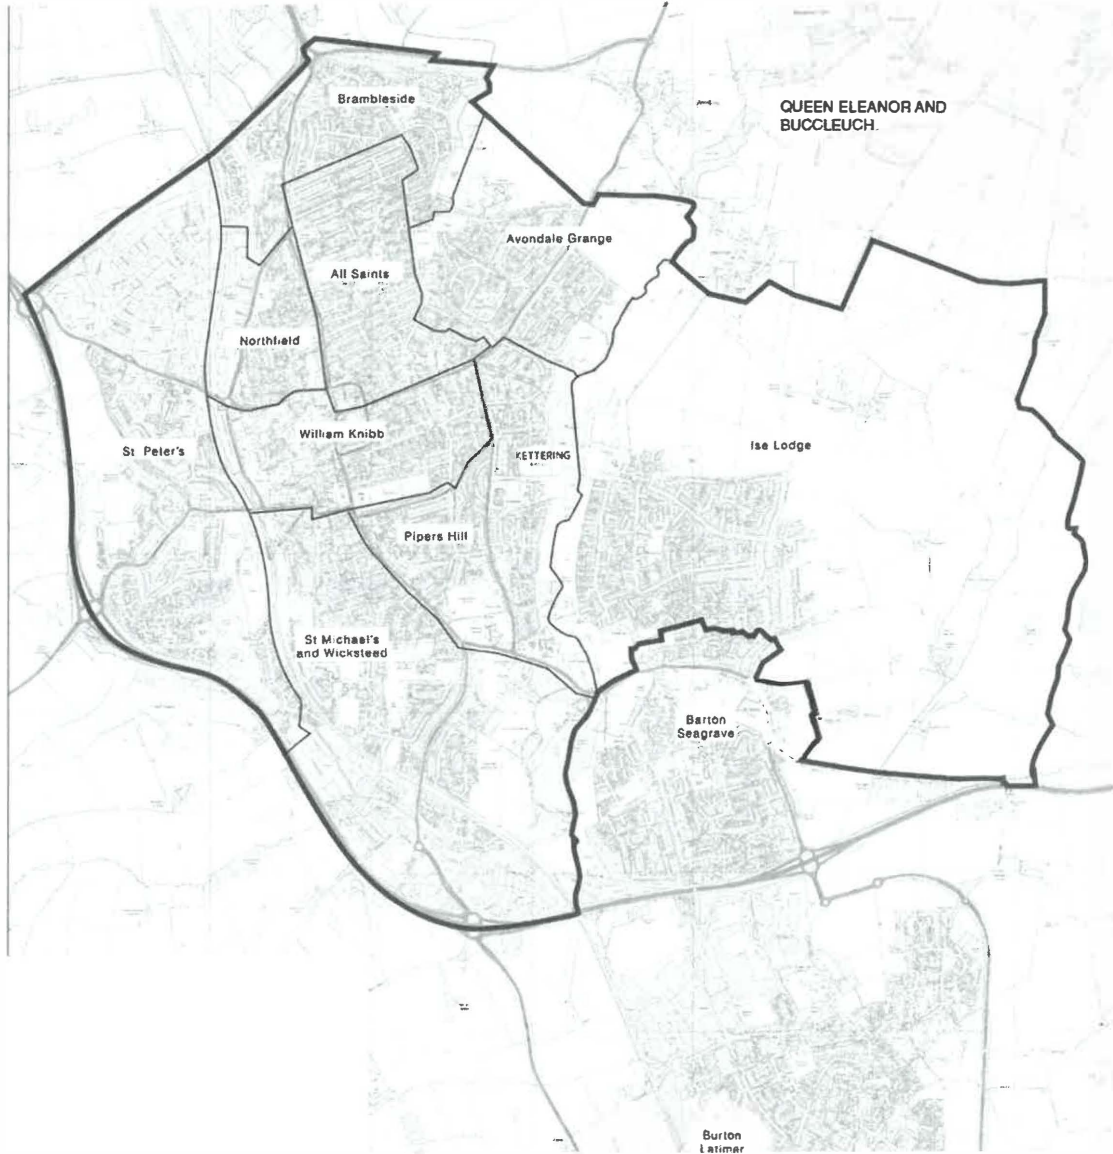 Brambleside
QUEEN ELEANOR AND
BUCCLEUCH
Avondale Grange
All Saints
Northfield
William Knibb
St. Peter's
KETTERING
Ise Lodge
Pipers Hill
St Michael's
and Wicksteed
Barton
Seagrave
Burton
Latimer